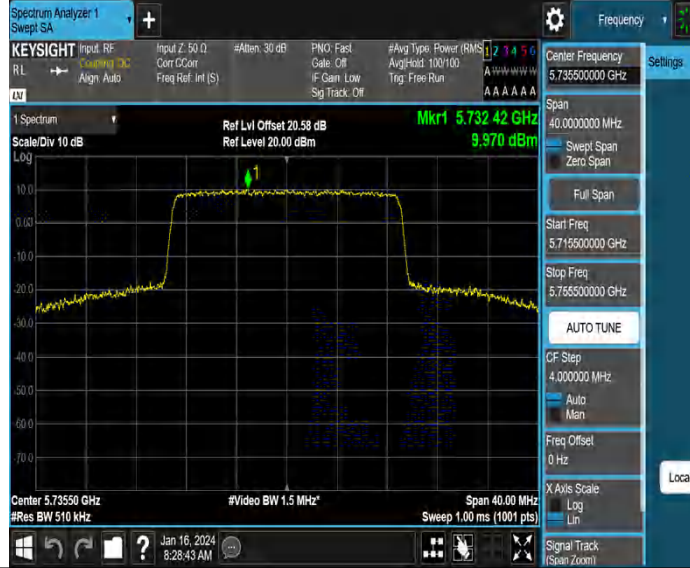 Spectrum Analyzer 1
Swept SA
+
Frequency
KEYSIGHT
RL
Input: RF
Coupling: DC
Align: Auto
Input Z: 50 Ω
Corr CCorr
Freq Ref: Int (S)
#Atten: 30 dB
PNO: Fast
Gate: Off
IF Gain: Low
Sig Track: Off
#Avg Type: Power (RMS
Avg|Hold: 100/100
Trig: Free Run
1 2 3 4 5 6
A W W W W W
A A A A A A
1 Spectrum
Scale/Div 10 dB
Log
Ref Lvl Offset 20.58 dB
Ref Level 20.00 dBm
Mkr1 5.732 42 GHz
9.970 dBm
1
10.0
0.00
-10.0
-20.0
-30.0
-40.0
-50.0
-60.0
-70.0
Center 5.73550 GHz
#Res BW 510 kHz
#Video BW 1.5 MHz*
Span 40.00 MHz
Sweep 1.00 ms (1001 pts)
?
Jan 16, 2024
8:28:43 AM
Center Frequency
5.735500000 GHz
Span
40.0000000 MHz
Swept Span
Zero Span
Full Span
Start Freq
5.715500000 GHz
Stop Freq
5.755500000 GHz
AUTO TUNE
CF Step
4.000000 MHz
Auto
Man
Freq Offset
0 Hz
X Axis Scale
Log
Lin
Signal Track
(Span Zoom)
Settings
Loca